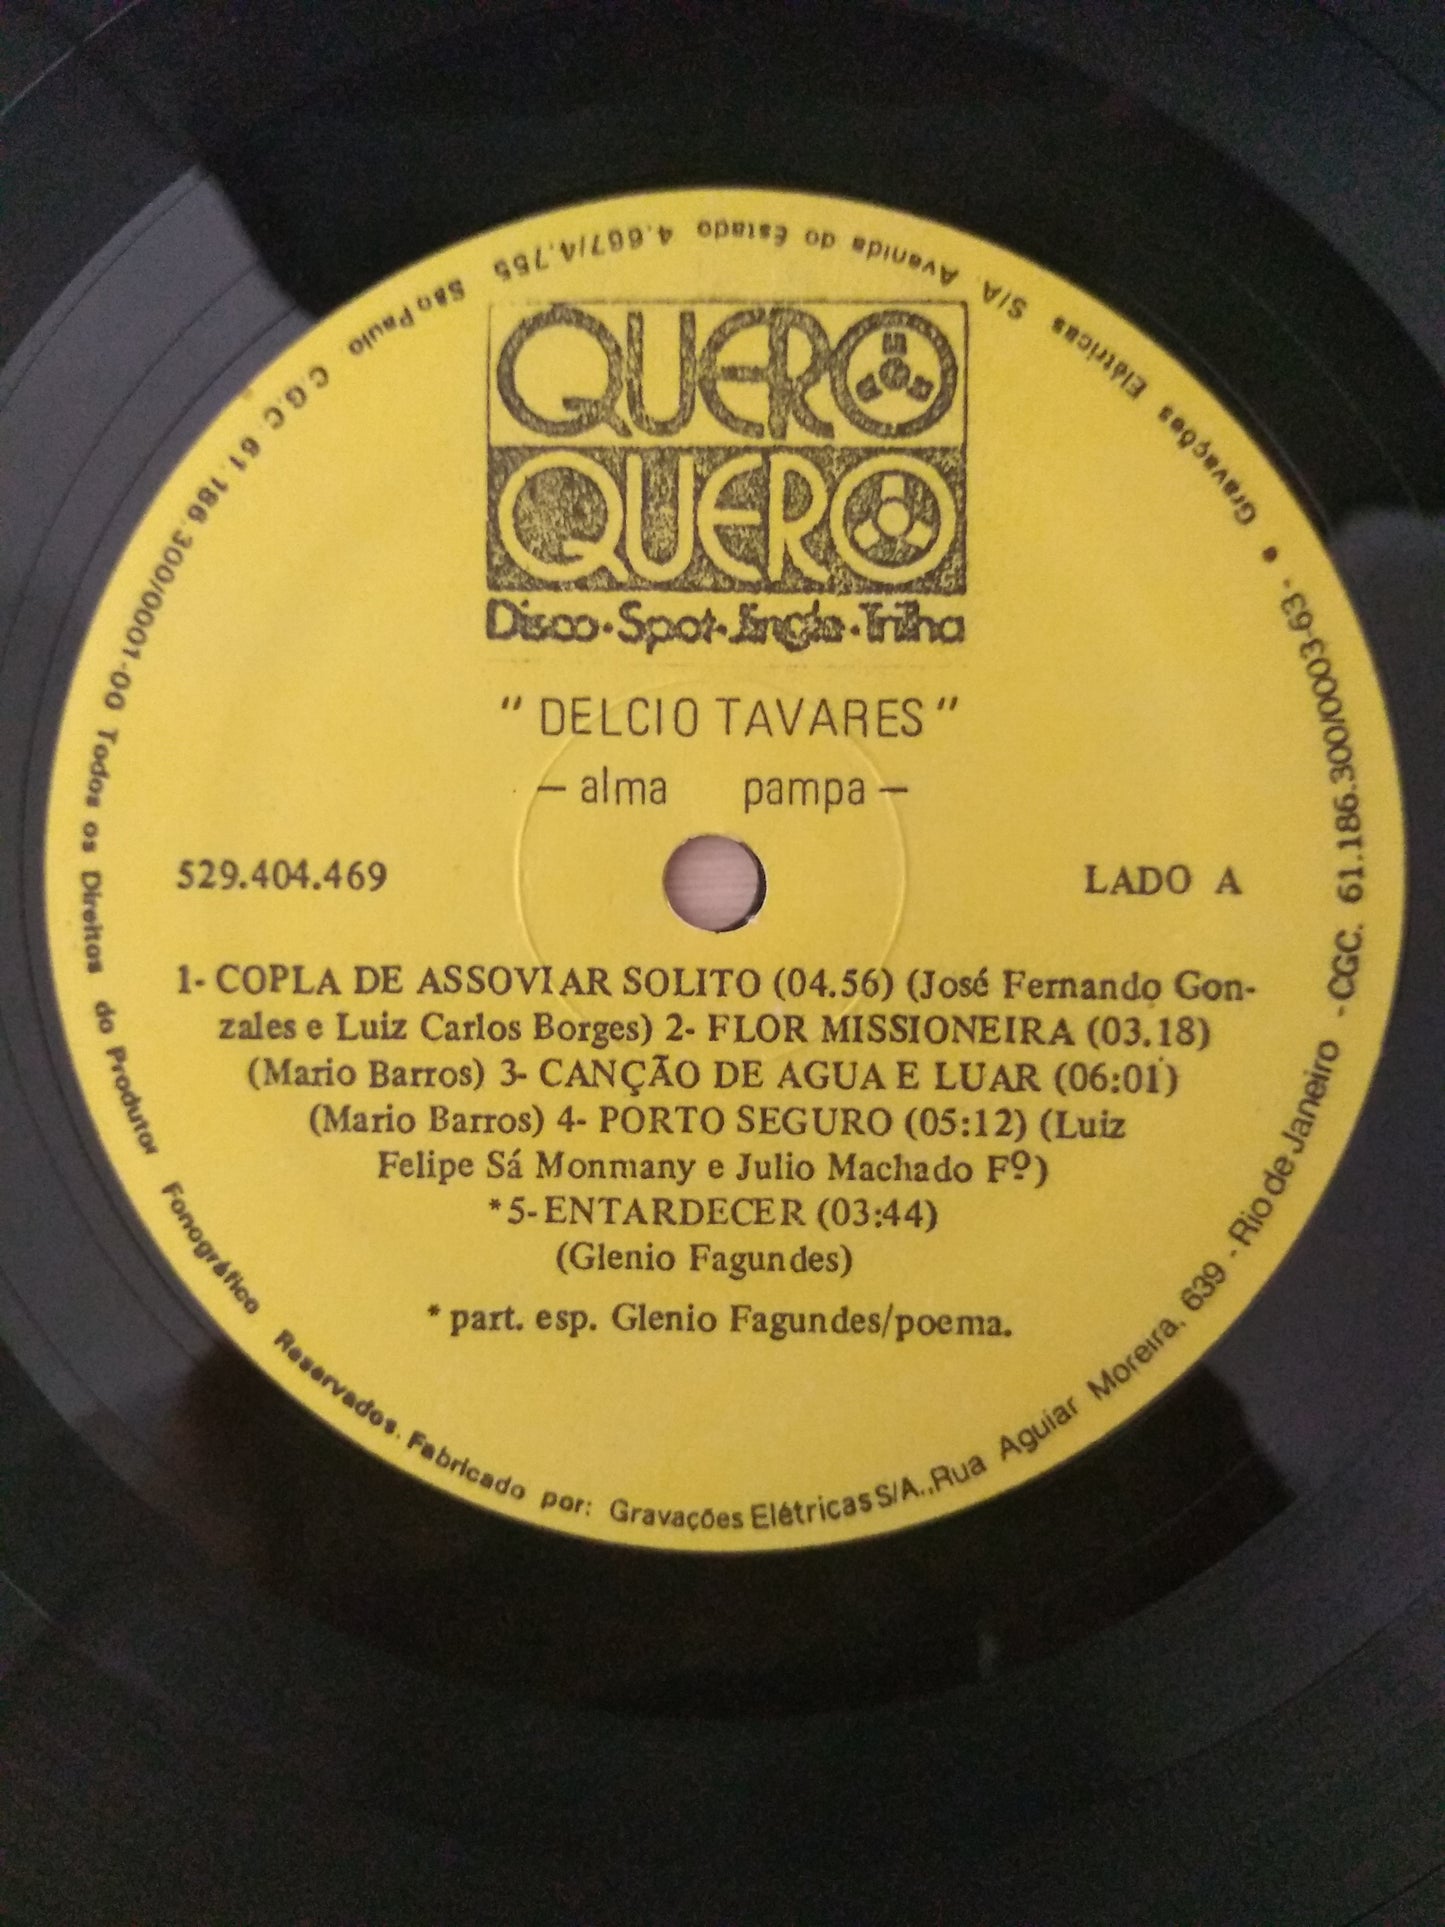 QUERO
QUERO
Disco·Spot·Jingle·Trilha
"DELCIO TAVARES"
— alma pampa —
529.404.469
LADO A
1- COPLA DE ASSOVIAR SOLITO (04.56) (José Fernando Gon-
zales e Luiz Carlos Borges) 2- FLOR MISSIONEIRA (03.18)
(Mario Barros) 3- CANÇÃO DE AGUA E LUAR (06:01)
(Mario Barros) 4- PORTO SEGURO (05:12) (Luiz
Felipe Sá Monmany e Julio Machado Fº)
*5-ENTARDECER (03:44)
(Glenio Fagundes)
* part. esp. Glenio Fagundes/poema.
• Gravações Elétricas S/A. Avenida do Estado 4.667/4.755 São Paulo C.G.C. 61.186.300/0001-00 Todos os Direitos do Produtor Fonográfico Reservados. Fabricado por: Gravações Elétricas S/A.,Rua Aguiar Moreira, 639 - Rio de Janeiro - CGC. 61.186.300/0003-63-